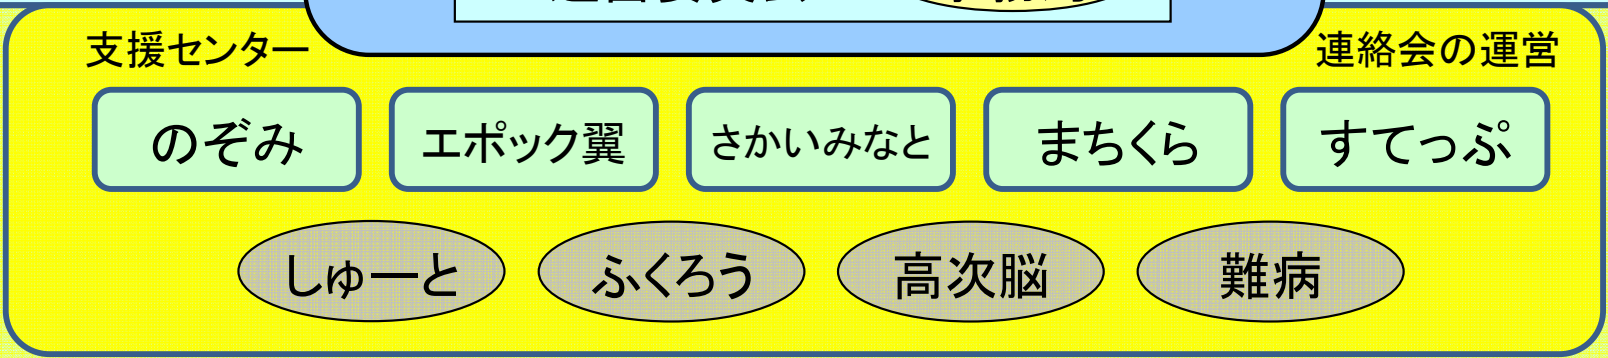 支援センター
連絡会の運営
のぞみ
エポック翼
さかいみなと
まちくら
すてっぷ
しゅーと
ふくろう
高次脳
難病